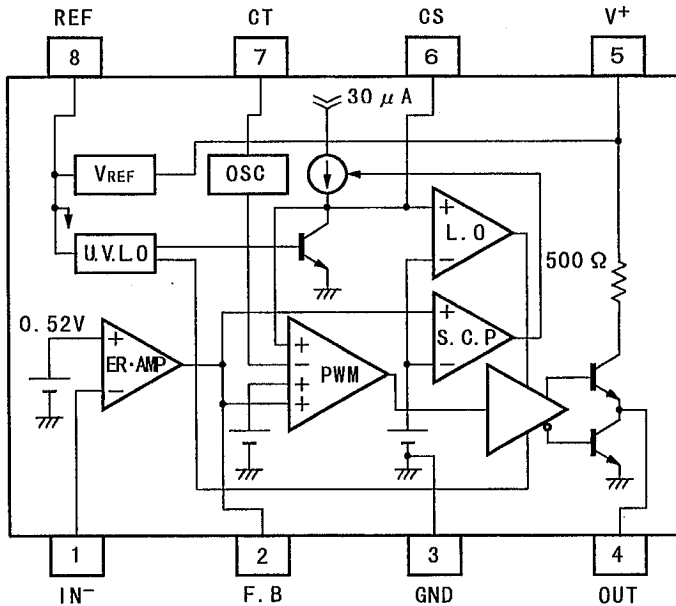 REF CT CS V+
8 7 6 5
30 μA
VREF OSC
+ L.O
U.V.L.O
−
500 Ω
0.52V
+ ER·AMP −
+ S.C.P −
+ − + + PWM
1 2 3 4
IN− F.B GND OUT